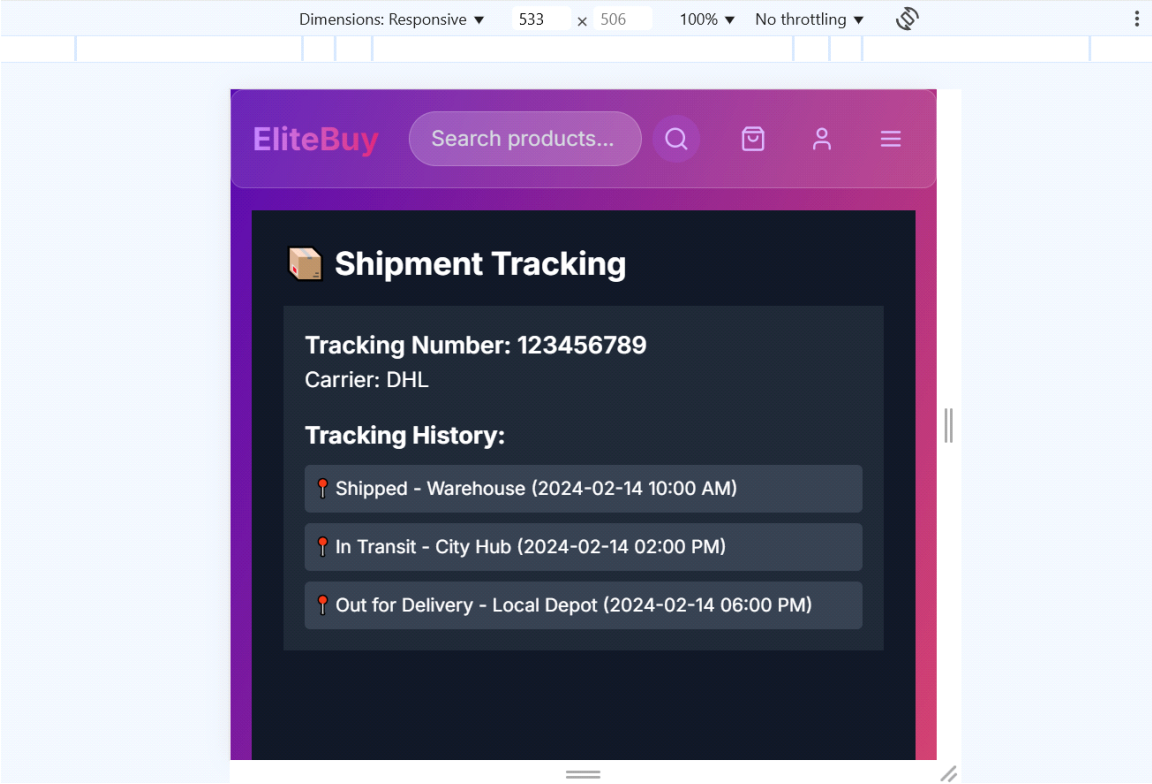 Dimensions: Responsive ▼ 533 × 506 100% ▼ No throttling ▼
EliteBuy Search products...
Shipment Tracking
Tracking Number: 123456789
Carrier: DHL
Tracking History:
Shipped - Warehouse (2024-02-14 10:00 AM)
In Transit - City Hub (2024-02-14 02:00 PM)
Out for Delivery - Local Depot (2024-02-14 06:00 PM)